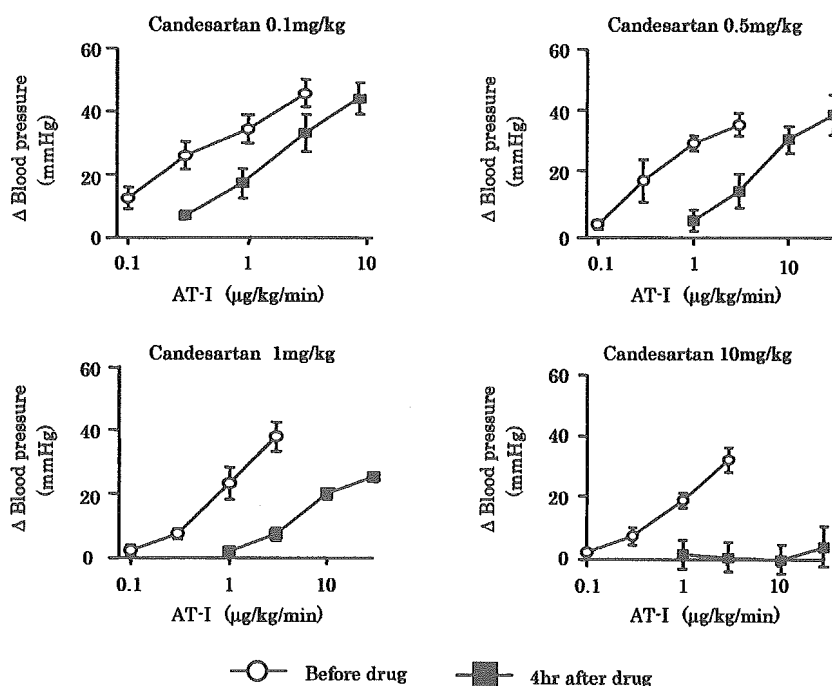 Candesartan 0.1mg/kg
Δ Blood pressure
(mmHg)
60
40
20
0
0.1
1
10
AT-I (μg/kg/min)
Candesartan 0.5mg/kg
Δ Blood pressure
(mmHg)
60
40
20
0
0.1
1
10
AT-I (μg/kg/min)
Candesartan 1mg/kg
Δ Blood pressure
(mmHg)
60
40
20
0
0.1
1
10
AT-I (μg/kg/min)
Candesartan 10mg/kg
Δ Blood pressure
(mmHg)
60
40
20
0
0.1
1
10
AT-I (μg/kg/min)
Before drug
4hr after drug